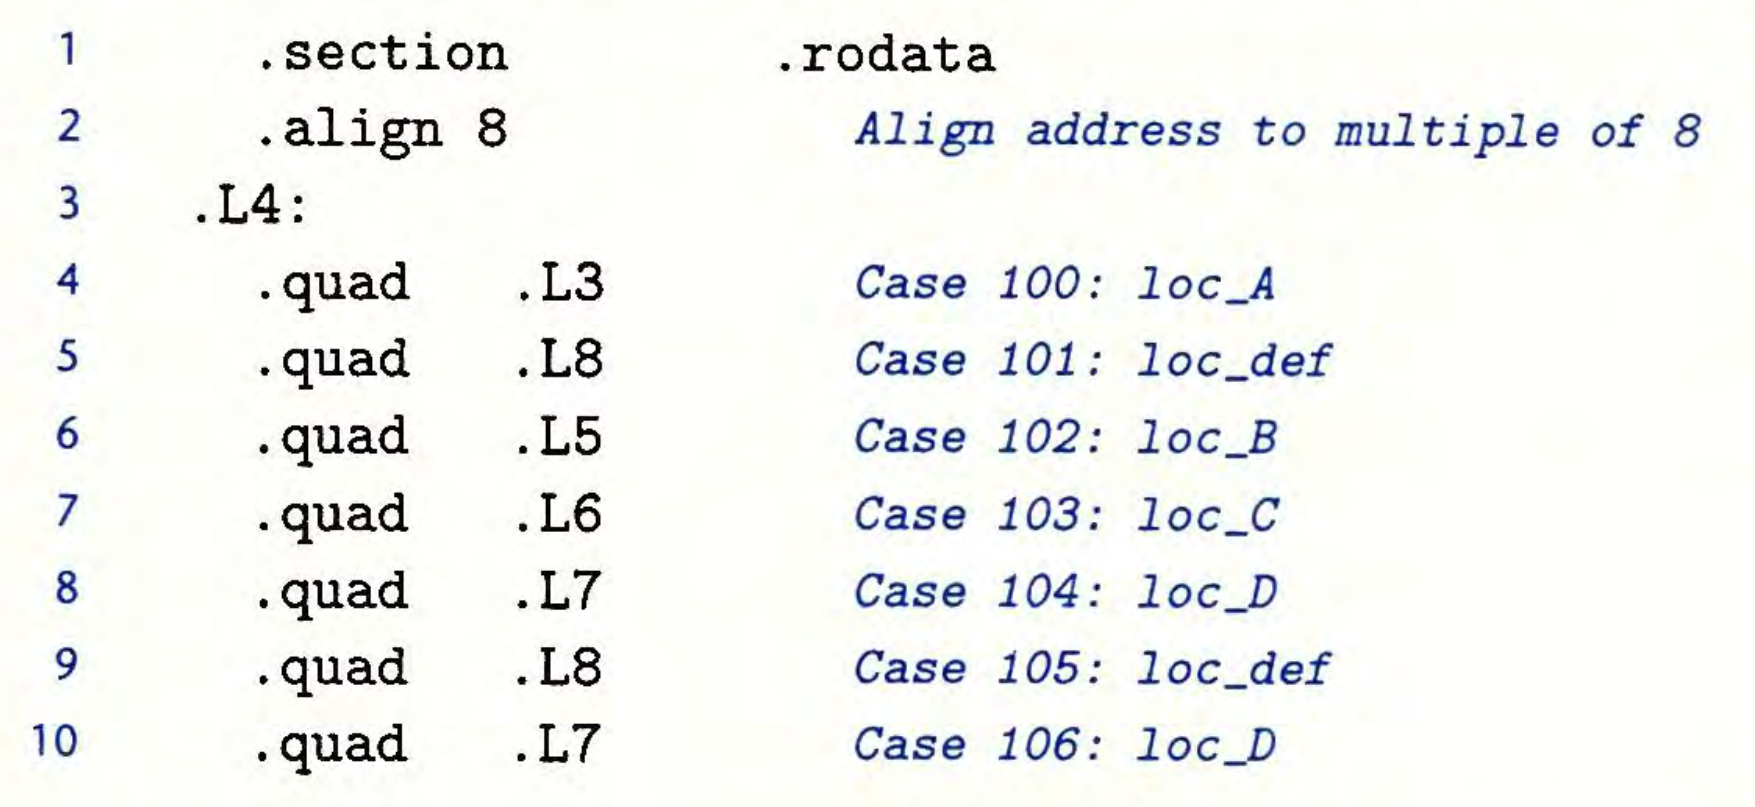 1 .section .rodata
2 .align 8 Align address to multiple of 8
3 .L4:
4 .quad .L3 Case 100: loc_A
5 .quad .L8 Case 101: loc_def
6 .quad .L5 Case 102: loc_B
7 .quad .L6 Case 103: loc_C
8 .quad .L7 Case 104: loc_D
9 .quad .L8 Case 105: loc_def
10 .quad .L7 Case 106: loc_D